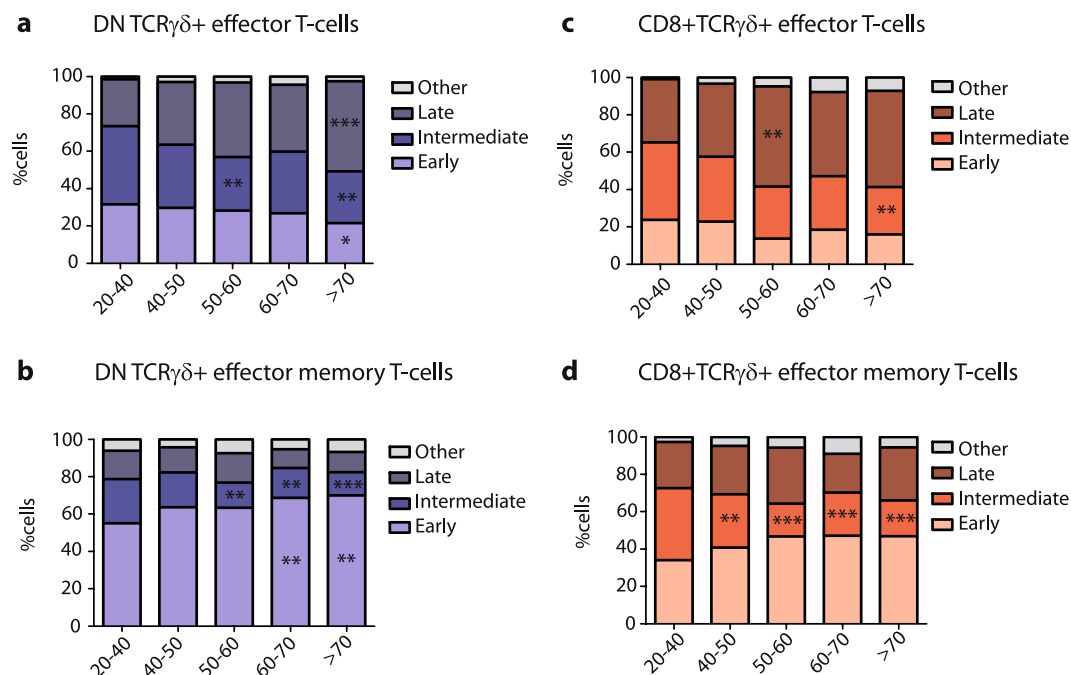 a DN TCRγδ+ effector T-cells
100
80
60
40
20
0
%cells
***
**
**
*
20-40
40-50
50-60
60-70
>70
Other
Late
Intermediate
Early
c CD8+TCRγδ+ effector T-cells
100
80
60
40
20
0
%cells
**
**
20-40
40-50
50-60
60-70
>70
Other
Late
Intermediate
Early
b DN TCRγδ+ effector memory T-cells
100
80
60
40
20
0
%cells
** ** ***
** **
20-40
40-50
50-60
60-70
>70
Other
Late
Intermediate
Early
d CD8+TCRγδ+ effector memory T-cells
100
80
60
40
20
0
%cells
** *** *** ***
20-40
40-50
50-60
60-70
>70
Other
Late
Intermediate
Early